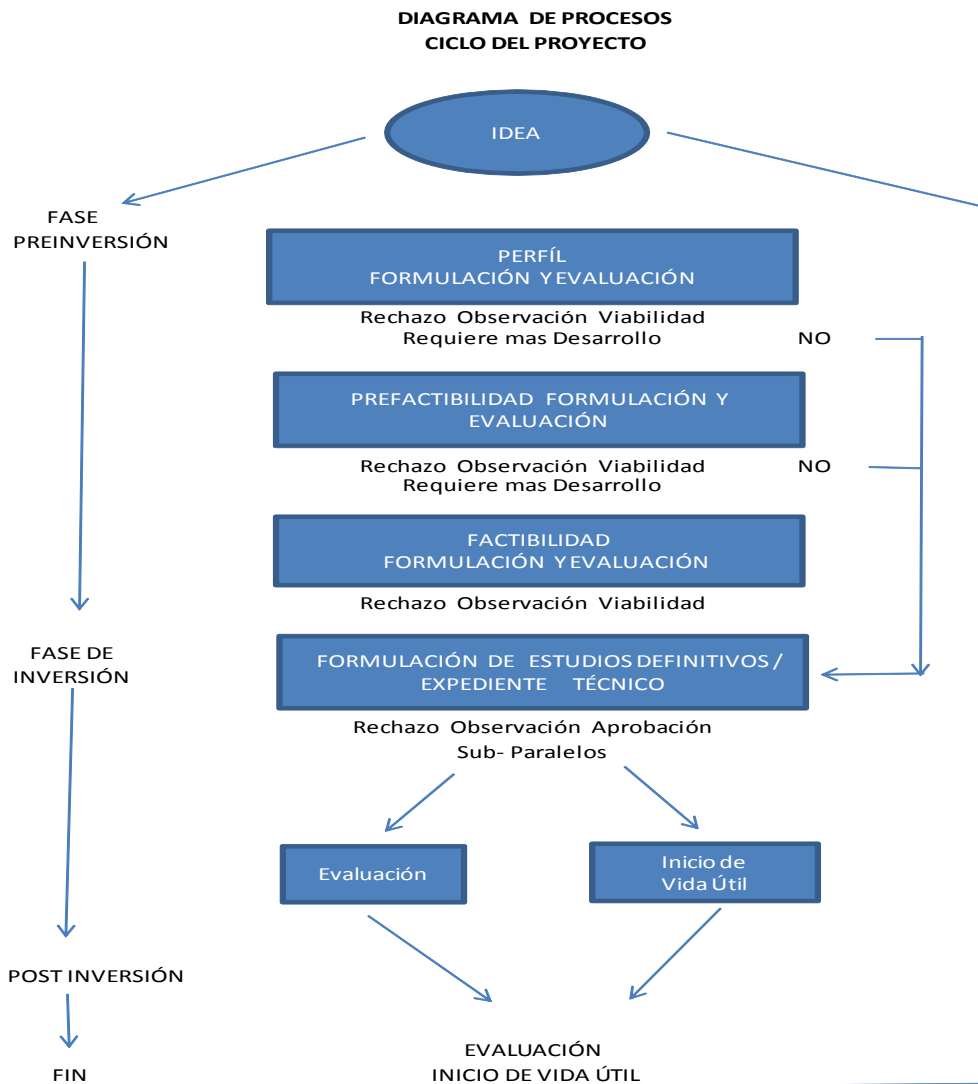 DIAGRAMA DE PROCESOS
CICLO DEL PROYECTO
IDEA
FASE
PREINVERSIÓN
PERFÍL
FORMULACIÓN YEVALUACIÓN
Rechazo Observación Viabilidad
Requiere mas Desarrollo NO
PREFACTIBILIDAD FORMULACIÓN Y
EVALUACIÓN
Rechazo Observación Viabilidad NO
Requiere mas Desarrollo
FACTIBILIDAD
FORMULACIÓN YEVALUACIÓN
Rechazo Observación Viabilidad
FASE DE
INVERSIÓN
FORMULACIÓN DE ESTUDIOS DEFINITIVOS /
EXPEDIENTE TÉCNICO
Rechazo Observación Aprobación
Sub- Paralelos
Evaluación
Inicio de
Vida Útil
POST INVERSIÓN
FIN
EVALUACIÓN
INICIO DE VIDA ÚTIL